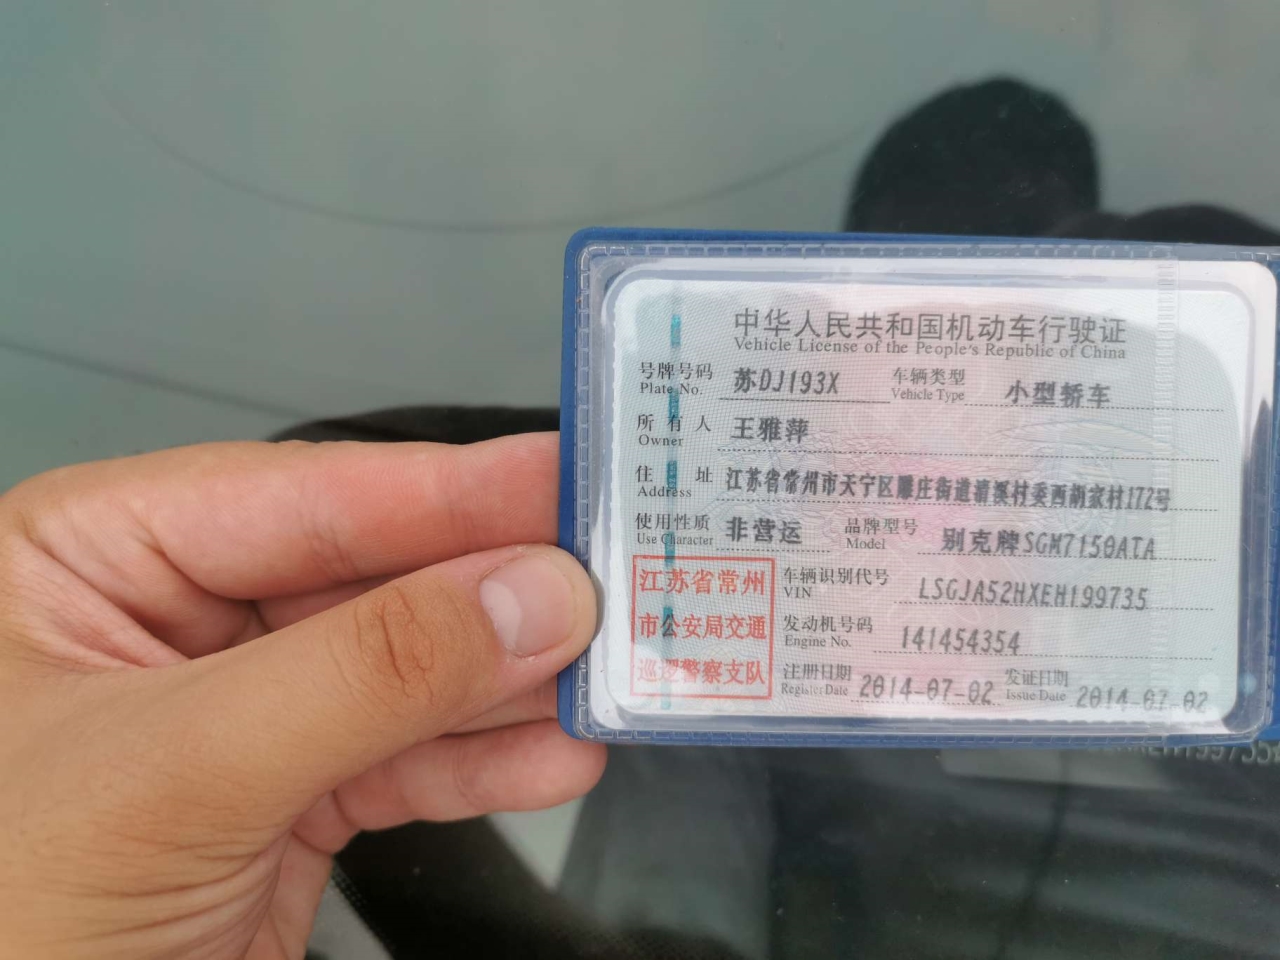 中华人民共和国机动车行驶证
Vehicle License of the People's Republic of China
号牌号码 苏DJ193X 车辆类型 小型轿车
Plate No. Vehicle Type
所有人 王雅萍
Owner
住址 江苏省常州市天宁区雕庄街道清溪村委西胡家村172号
Address
使用性质 非营运 品牌型号 别克牌SGM7150ATA
Use Character Model
江苏省常州
市公安局交通
巡逻警察支队
车辆识别代号 LSGJA52HXEH199735
VIN
发动机号码 141454354
Engine No.
注册日期 2014-07-02 发证日期 2014-07-02
Register Date Issue Date